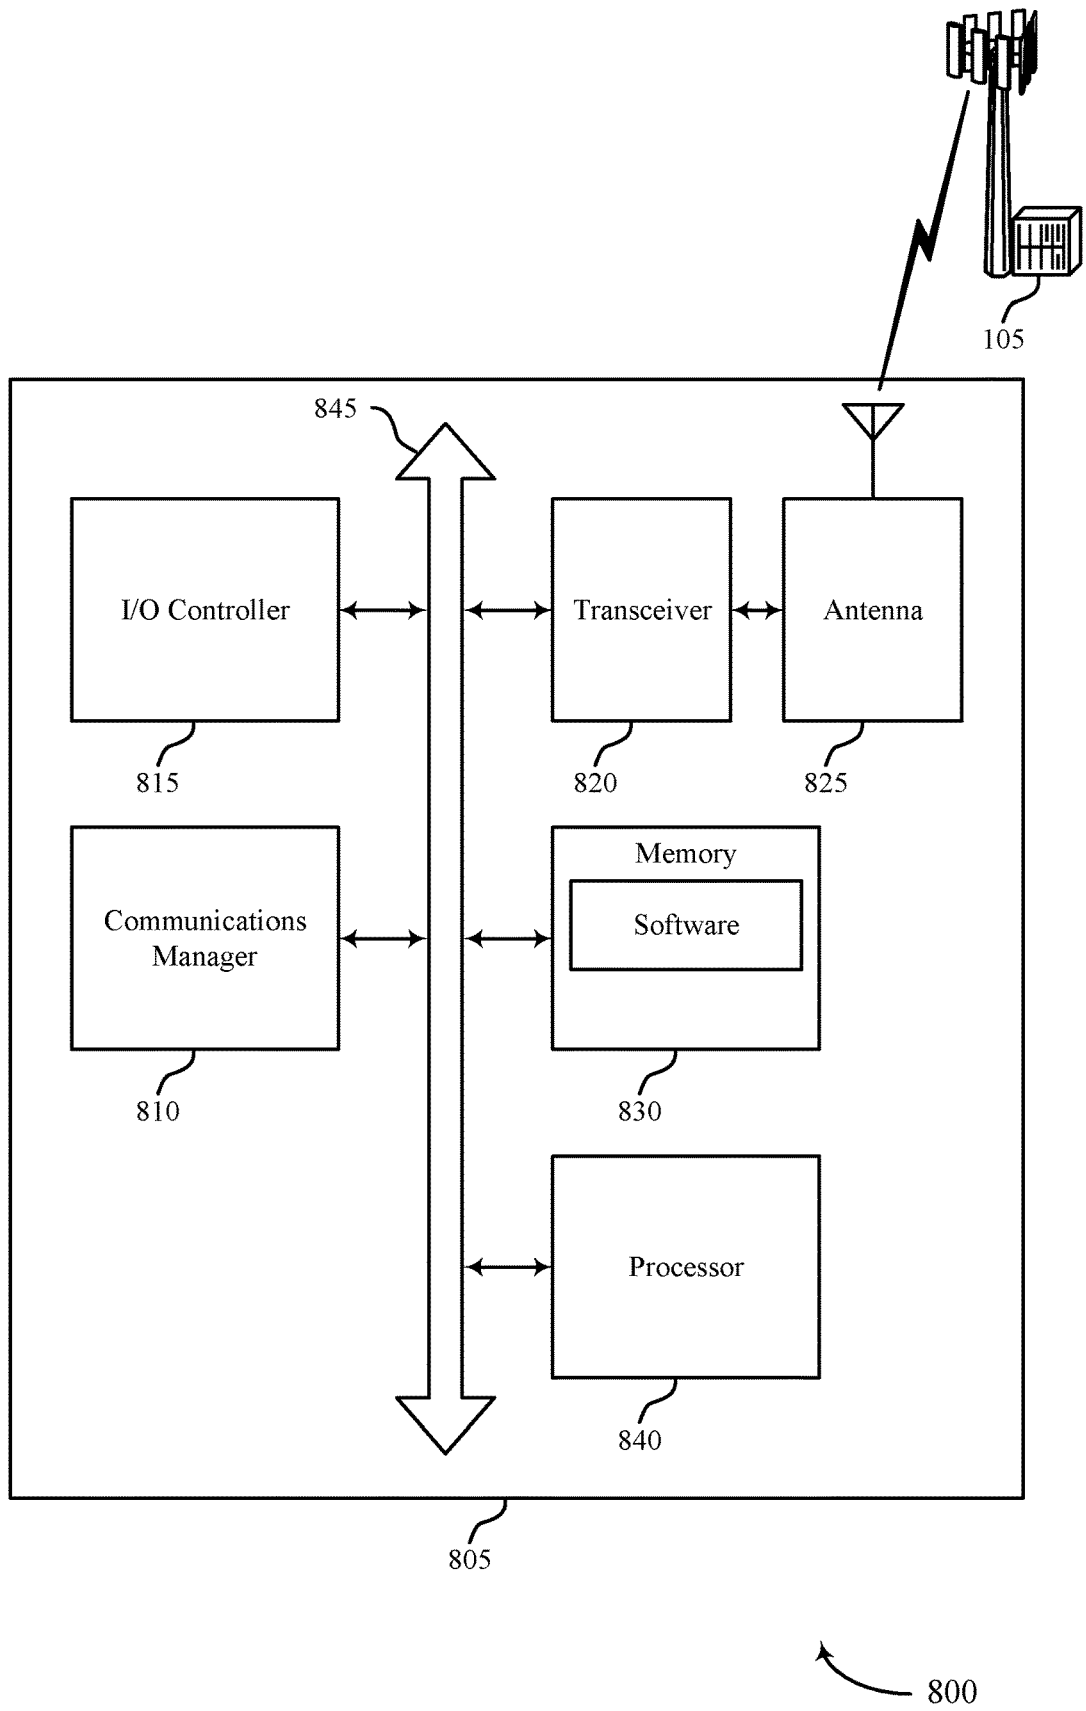 105
845
I/O Controller
Transceiver
Antenna
815
820
825
Communications
Manager
Memory
Software
810
830
Processor
840
805
800